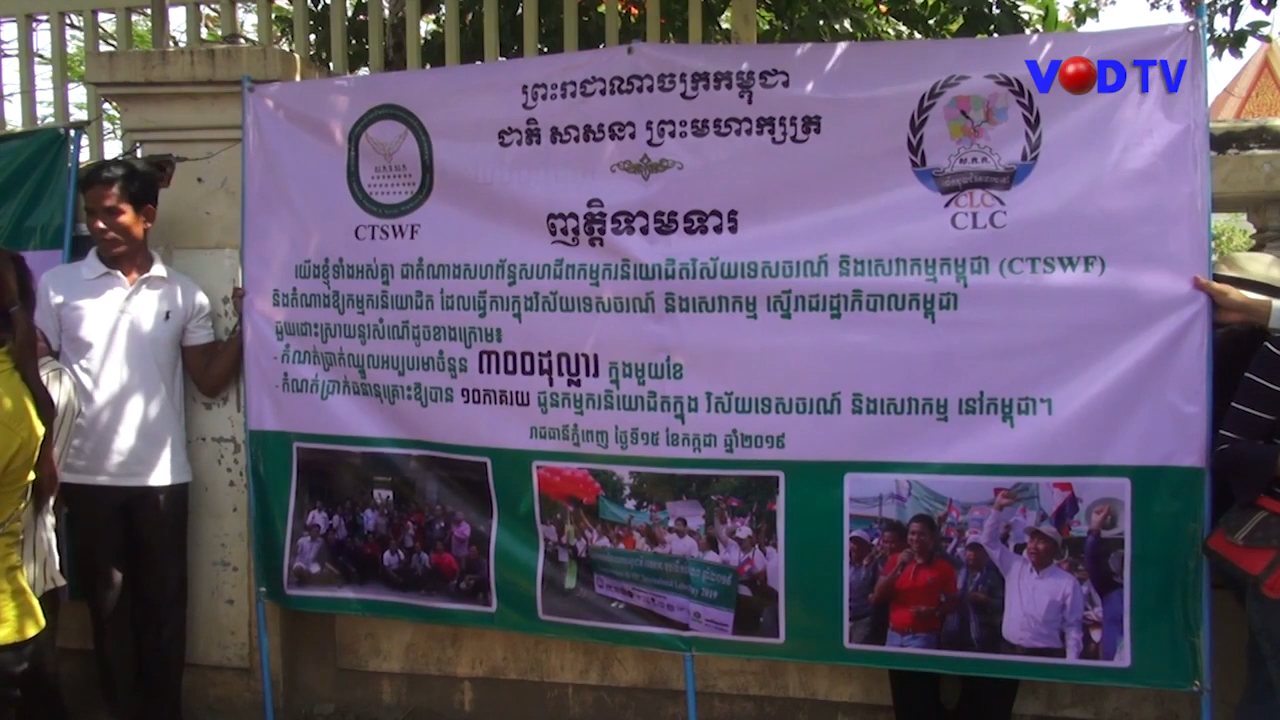 VODTV
ព្រះរាជាណាចក្រកម្ពុជា
ជាតិ សាសនា ព្រះមហាក្សត្រ
CTSWF
ស.ក.ក.
CLC
CLC
ញត្តិទាមទារ
យើងខ្ញុំទាំងអស់គ្នា ជាតំណាងសហព័ន្ធសហជីពកម្មករនិយោជិតវិស័យទេសចរណ៍ និងសេវាកម្មកម្ពុជា (CTSWF)
និងតំណាងឱ្យកម្មករនិយោជិត ដែលធ្វើការក្នុងវិស័យទេសចរណ៍ និងសេវាកម្ម ស្នើរាជរដ្ឋាភិបាលកម្ពុជា
ជួយដោះស្រាយនូវសំណើដូចខាងក្រោម៖
- កំណត់ប្រាក់ឈ្នួលអប្បបរមាចំនួន ៣០០ដុល្លារ ក្នុងមួយខែ
- កំណត់ប្រាក់ធនធានុគ្រោះឱ្យបាន ១០ភាគរយ ជូនកម្មករនិយោជិតក្នុង វិស័យទេសចរណ៍ និងសេវាកម្ម នៅកម្ពុជា។
រាជធានីភ្នំពេញ ថ្ងៃទី១៥ ខែកក្កដា ឆ្នាំ២០១៩
International Labour Day 2019